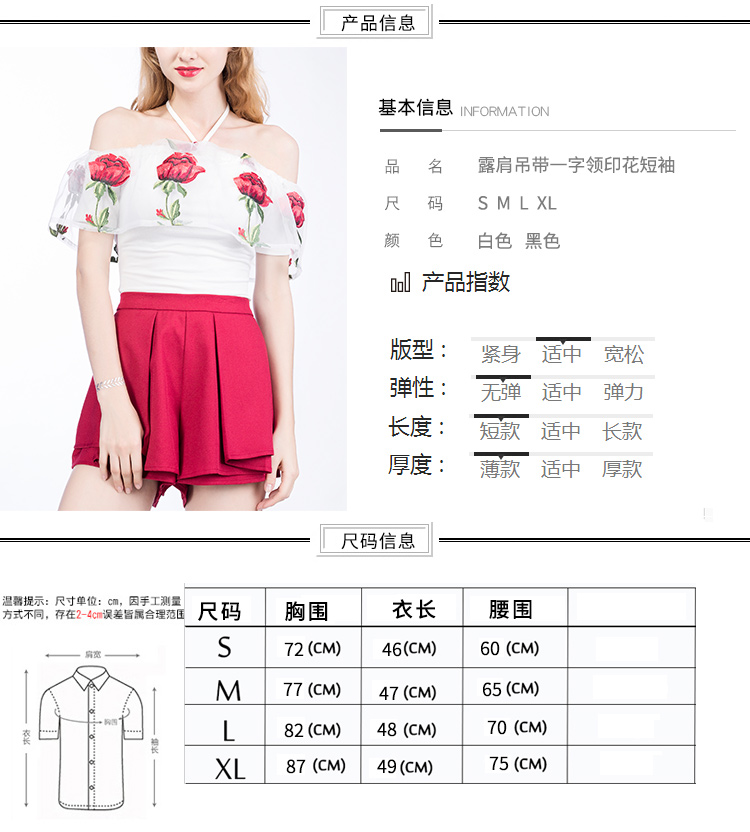 产品信息
基本信息 INFORMATION
品 名 露肩吊带一字领印花短袖
尺 码 S M L XL
颜 色 白色 黑色
产品指数
版型： 紧身 适中 宽松
弹性： 无弹 适中 弹力
长度： 短款 适中 长款
厚度： 薄款 适中 厚款
尺码信息
温馨提示：尺寸单位：cm，因手工测量
方式不同，存在2-4cm误差皆属合理范围
肩宽
胸围
衣长
袖长
尺码 胸围 衣长 腰围
S 72 (CM) 46(CM) 60 (CM)
M 77 (CM) 47 (CM) 65 (CM)
L 82 (CM) 48 (CM) 70 (CM)
XL 87 (CM) 49 (CM) 75 (CM)